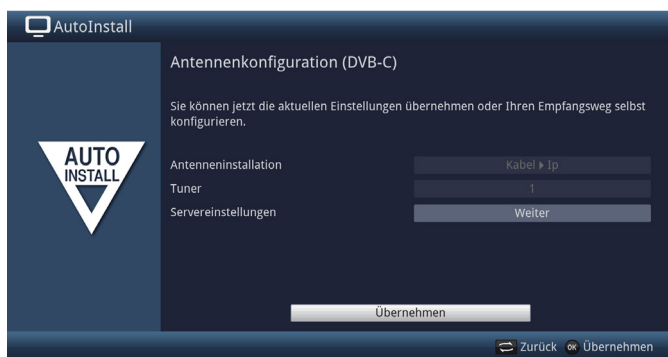 AutoInstall
Antennenkonfiguration (DVB-C)
Sie können jetzt die aktuellen Einstellungen übernehmen oder Ihren Empfangsweg selbst
konfigurieren.
AUTO
INSTALL
Antenneninstallation Kabel ▸ Ip
Tuner 1
Servereinstellungen Weiter
Übernehmen
Zurück OK Übernehmen